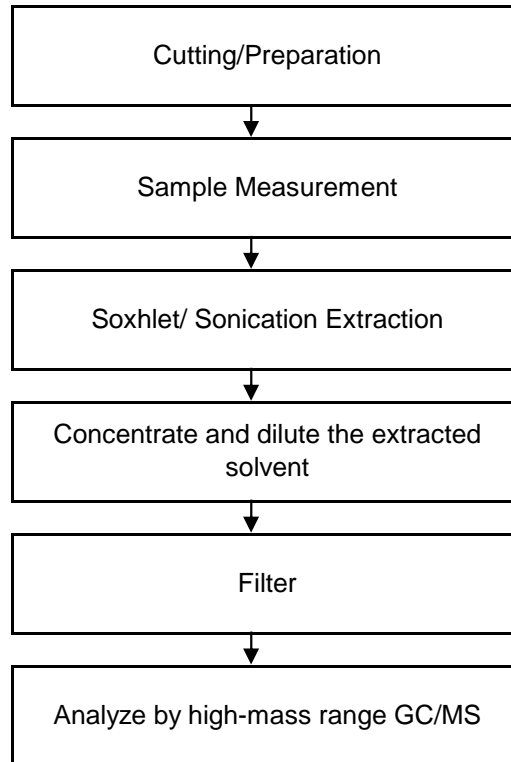 Cutting/Preparation
Sample Measurement
Soxhlet/ Sonication Extraction
Concentrate and dilute the extracted
solvent
Filter
Analyze by high-mass range GC/MS